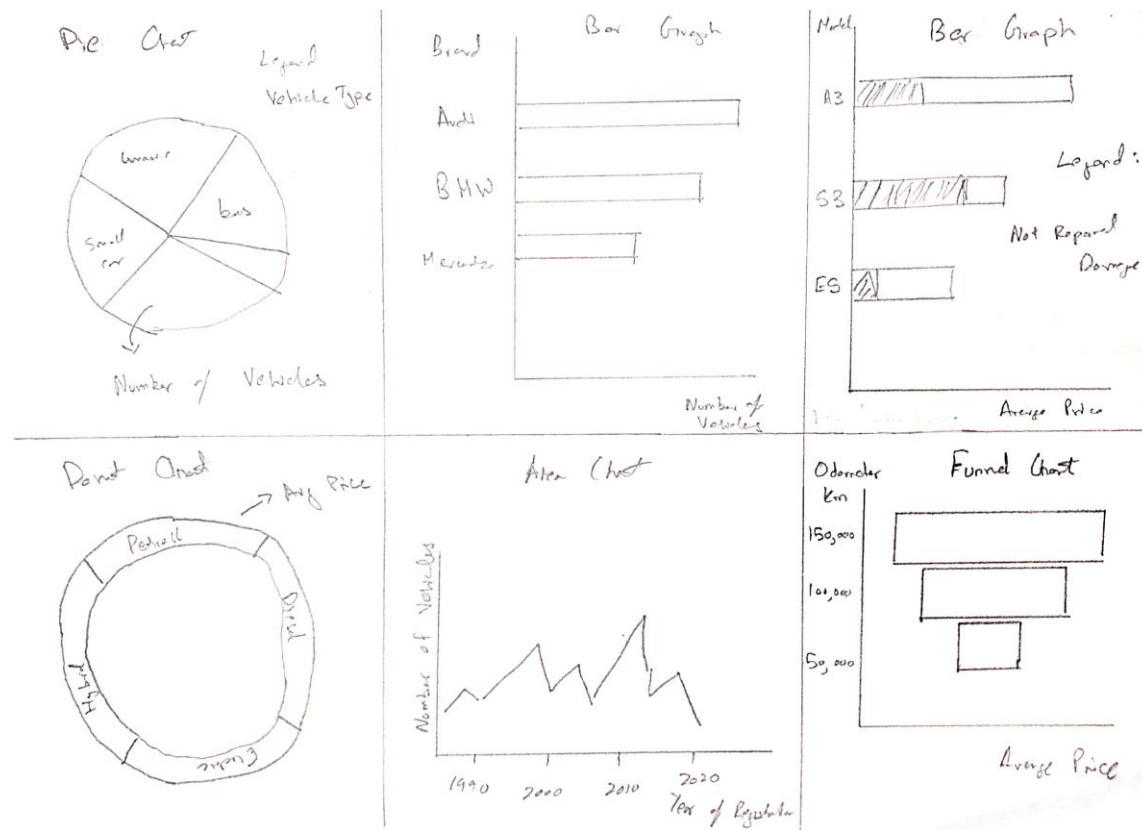 Pie Chart
Legend
Vehicle Type
bus
Small
car
Number of Vehicles
Bar Graph
Brand
Audi
BMW
Mercedes
Number of
Vehicles
Bar Graph
Model
A3
S3
ES
Legend:
Not Repared
Damage
Average Price
Donut Chart
Avg Price
Petroll
Diesel
Hybrid
Area Chart
Number of Vehicles
1990 2000 2010 2020
Year of Registration
Funnel Chart
Odometer
Km
150,000
100,000
50,000
Average Price